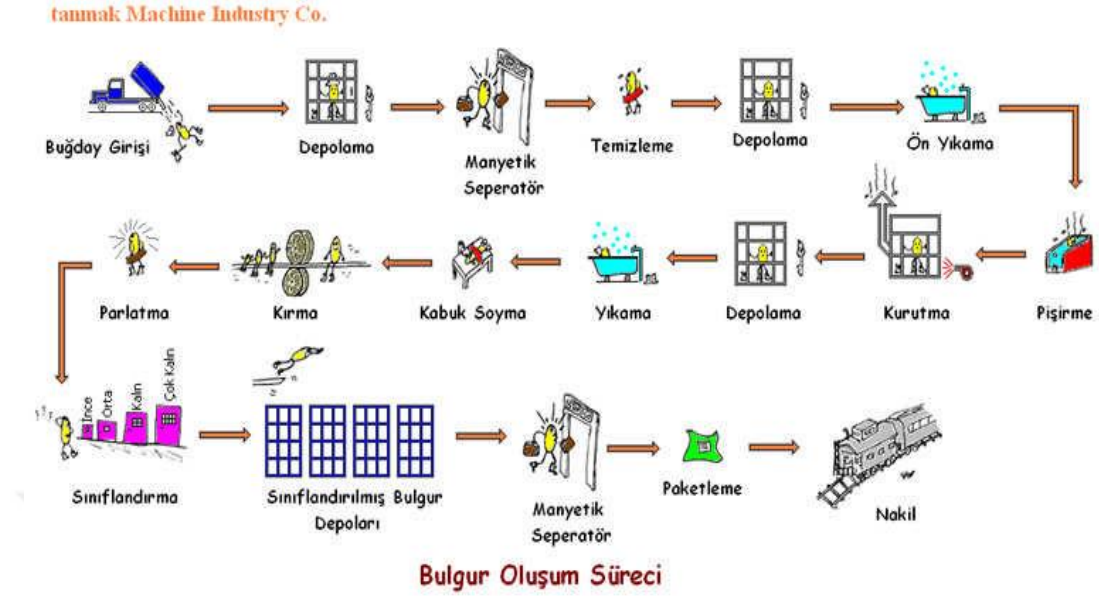 tanmak Machine Industry Co.
Buğday Girişi
Depolama
Manyetik
Seperatör
Temizleme
Depolama
Ön Yıkama
Parlatma
Kırma
Kabuk Soyma
Yıkama
Depolama
Kurutma
Pişirme
İnce
Orta
Kalın
Çok Kalın
Sınıflandırma
Sınıflandırılmış Bulgur
Depoları
Manyetik
Seperatör
Paketleme
Nakil
Bulgur Oluşum Süreci